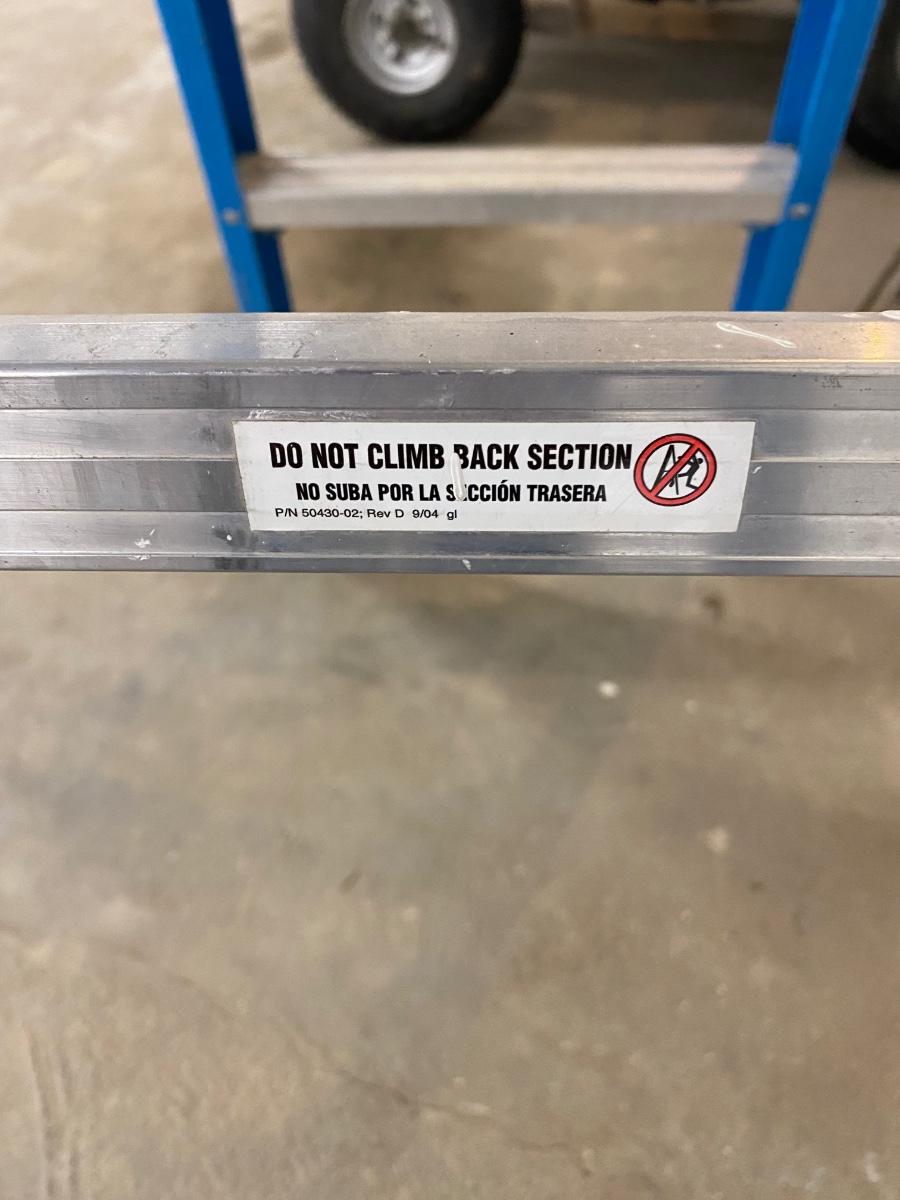 DO NOT CLIMB BACK SECTION
NO SUBA POR LA SECCIÓN TRASERA
P/N 50430-02; Rev D 9/04 gl